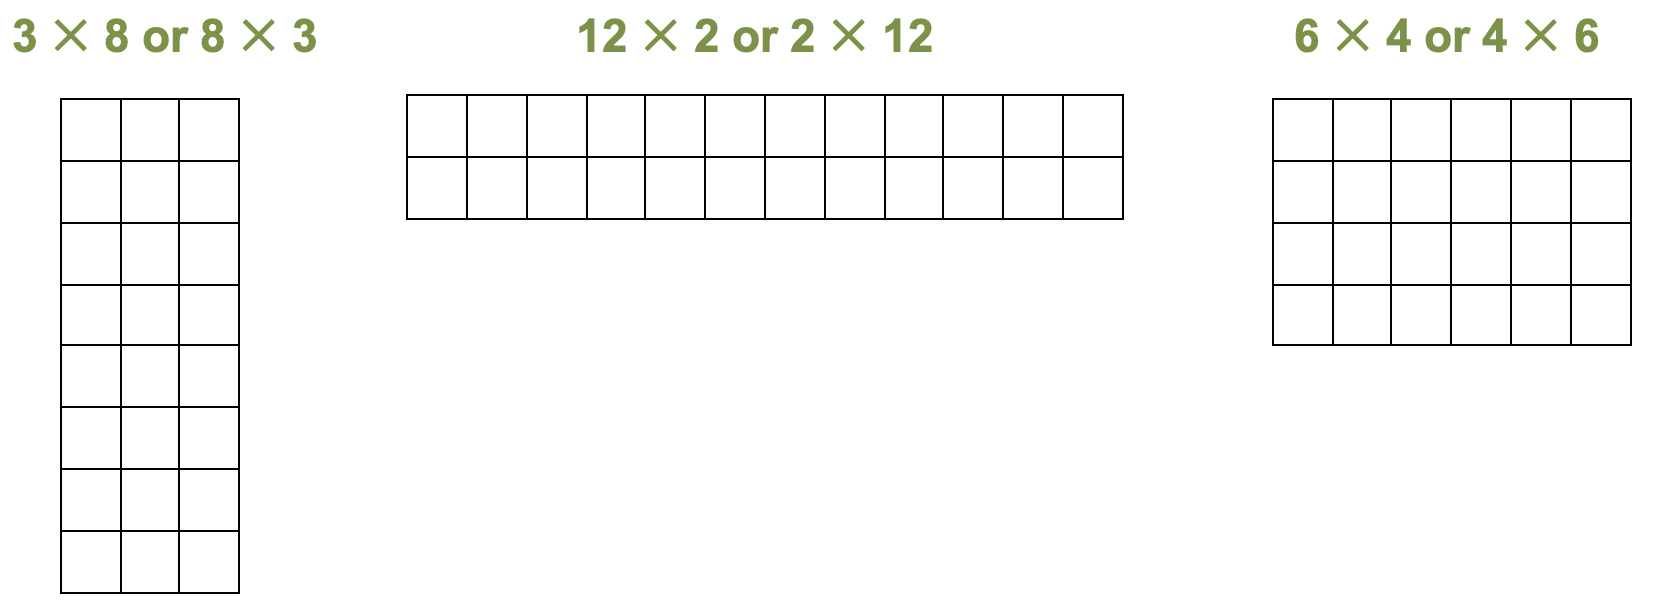 3 × 8 or 8 × 3
12 × 2 or 2 × 12
6 × 4 or 4 × 6